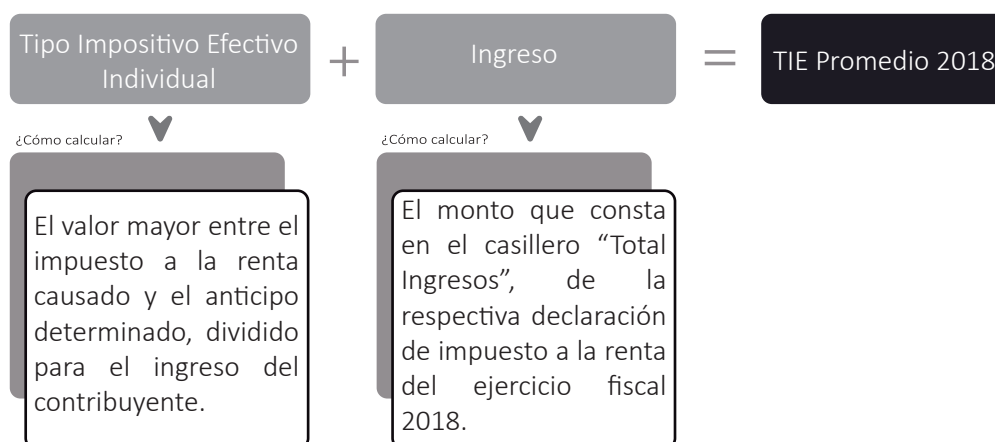 Tipo Impositivo Efectivo
Individual
+
Ingreso
=
TIE Promedio 2018
¿Cómo calcular?
El valor mayor entre el
impuesto a la renta
causado y el anticipo
determinado, dividido
para el ingreso del
contribuyente.
¿Cómo calcular?
El monto que consta
en el casillero “Total
Ingresos”, de la
respectiva declaración
de impuesto a la renta
del ejercicio fiscal
2018.